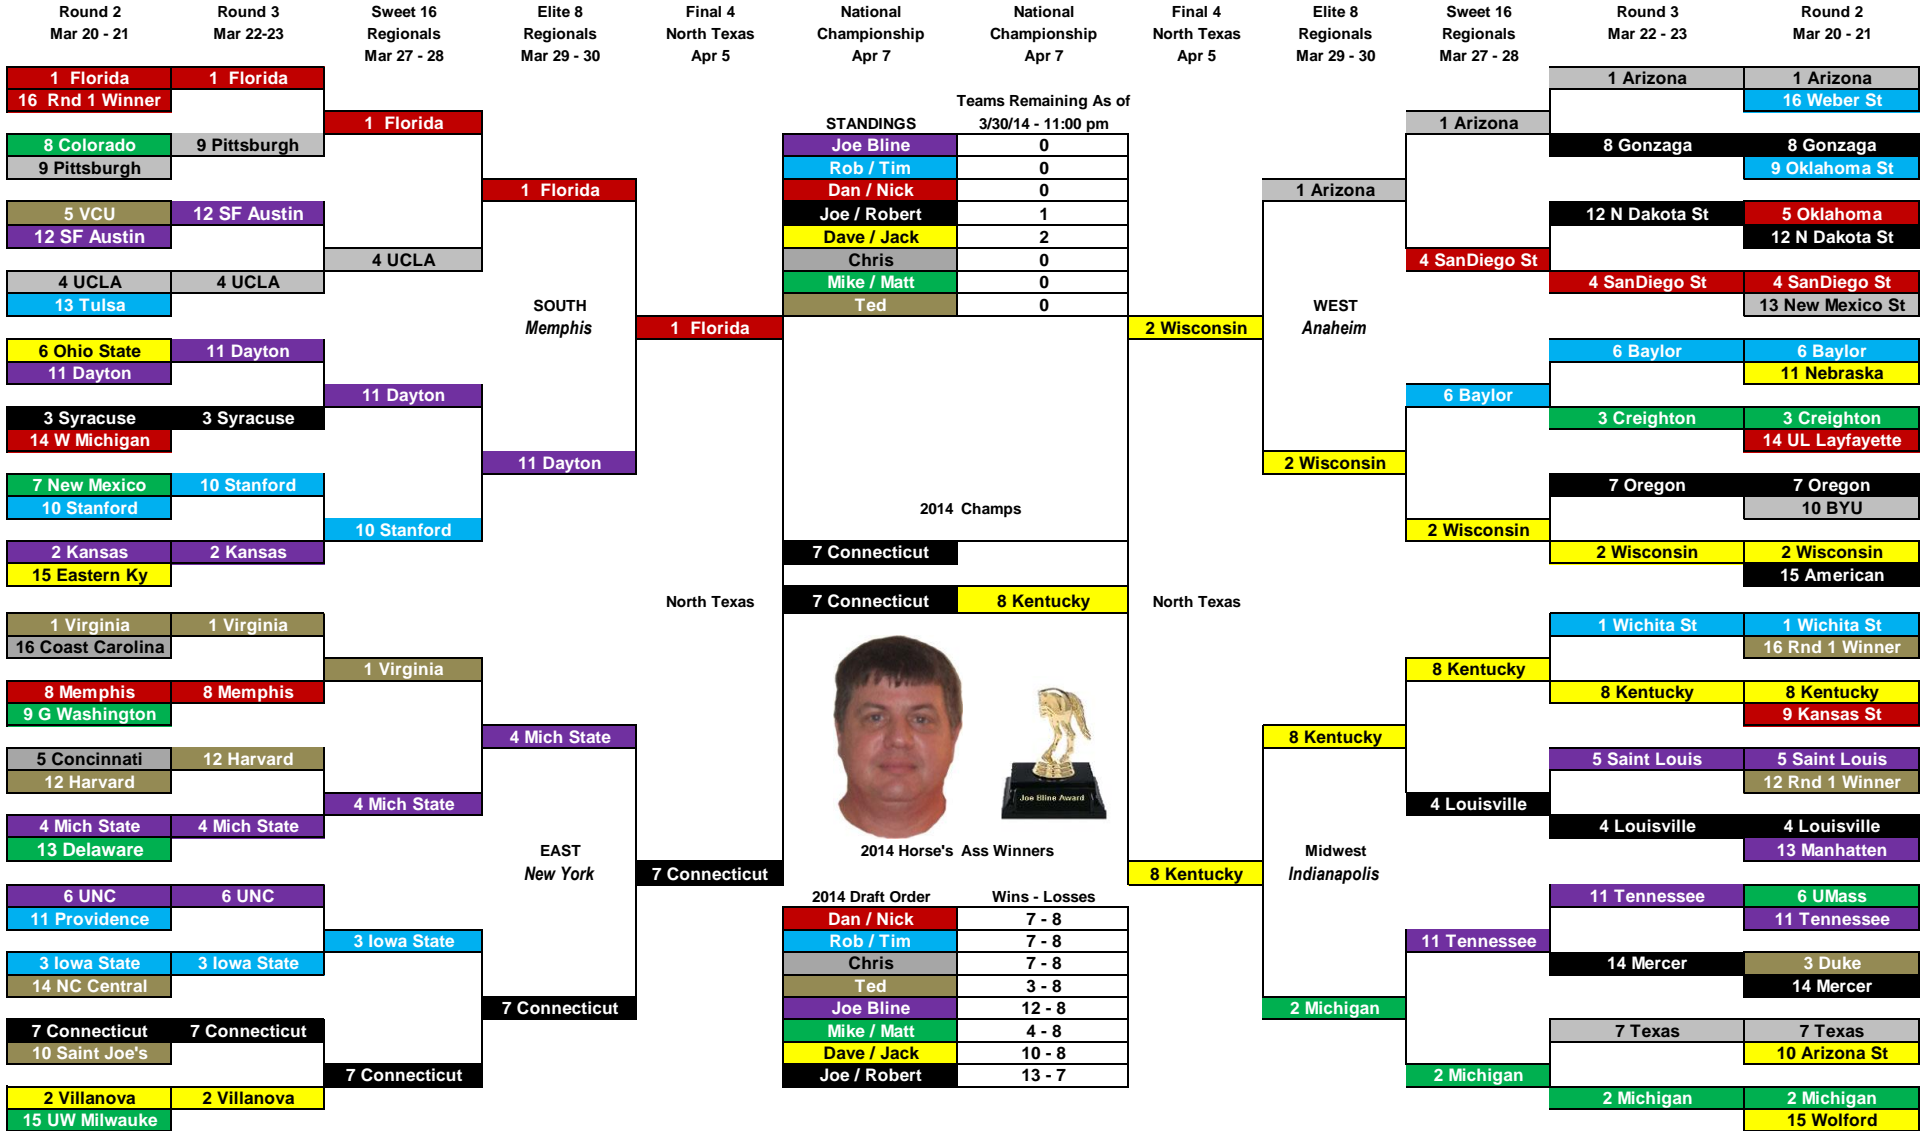 Round 2 Round 3 Sweet 16 Elite 8 Final 4 National National Final 4 Elite 8 Sweet 16 Round 3 Round 2
Mar 20 - 21 Mar 22-23 Regionals Regionals North Texas Championship Championship North Texas Regionals Regionals Mar 22 - 23 Mar 20 - 21
Mar 27 - 28 Mar 29 - 30 Apr 5 Apr 7 Apr 7 Apr 5 Mar 29 - 30 Mar 27 - 28
1 Florida 1 Florida 1 Arizona 1 Arizona
16 Rnd 1 Winner Teams Remaining As of 16 Weber St
1 Florida STANDINGS 3/30/14 - 11:00 pm 1 Arizona
8 Colorado 9 Pittsburgh Joe Bline 0 8 Gonzaga 8 Gonzaga
9 Pittsburgh Rob / Tim 0 9 Oklahoma St
1 Florida Dan / Nick 0 1 Arizona
5 VCU 12 SF Austin Joe / Robert 1 12 N Dakota St 5 Oklahoma
12 SF Austin Dave / Jack 2 12 N Dakota St
4 UCLA Chris 0 4 SanDiego St
4 UCLA 4 UCLA Mike / Matt 0 4 SanDiego St 4 SanDiego St
13 Tulsa SOUTH Ted 0 WEST 13 New Mexico St
Memphis 1 Florida 2 Wisconsin Anaheim
6 Ohio State 11 Dayton 6 Baylor 6 Baylor
11 Dayton 11 Nebraska
11 Dayton 6 Baylor
3 Syracuse 3 Syracuse 3 Creighton 3 Creighton
14 W Michigan 14 UL Layfayette
11 Dayton 2 Wisconsin
7 New Mexico 10 Stanford 7 Oregon 7 Oregon
10 Stanford 2014 Champs 10 BYU
10 Stanford 2 Wisconsin
2 Kansas 2 Kansas 7 Connecticut 2 Wisconsin 2 Wisconsin
15 Eastern Ky 15 American
North Texas 7 Connecticut 8 Kentucky North Texas
1 Virginia 1 Virginia 1 Wichita St 1 Wichita St
16 Coast Carolina 16 Rnd 1 Winner
1 Virginia 8 Kentucky
8 Memphis 8 Memphis 8 Kentucky 8 Kentucky
9 G Washington 9 Kansas St
4 Mich State 8 Kentucky
5 Concinnati 12 Harvard 5 Saint Louis 5 Saint Louis
12 Harvard 12 Rnd 1 Winner
4 Mich State Joe Bline Award 4 Louisville
4 Mich State 4 Mich State 4 Louisville 4 Louisville
13 Delaware EAST 2014 Horse's Ass Winners Midwest 13 Manhatten
New York 7 Connecticut 8 Kentucky Indianapolis
6 UNC 6 UNC 2014 Draft Order Wins - Losses 11 Tennessee 6 UMass
11 Providence Dan / Nick 7 - 8 11 Tennessee
3 Iowa State Rob / Tim 7 - 8 11 Tennessee
3 Iowa State 3 Iowa State Chris 7 - 8 14 Mercer 3 Duke
14 NC Central Ted 3 - 8 14 Mercer
7 Connecticut Joe Bline 12 - 8 2 Michigan
7 Connecticut 7 Connecticut Mike / Matt 4 - 8 7 Texas 7 Texas
10 Saint Joe's Dave / Jack 10 - 8 10 Arizona St
7 Connecticut Joe / Robert 13 - 7 2 Michigan
2 Villanova 2 Villanova 2 Michigan 2 Michigan
15 UW Milwauke 15 Wolford